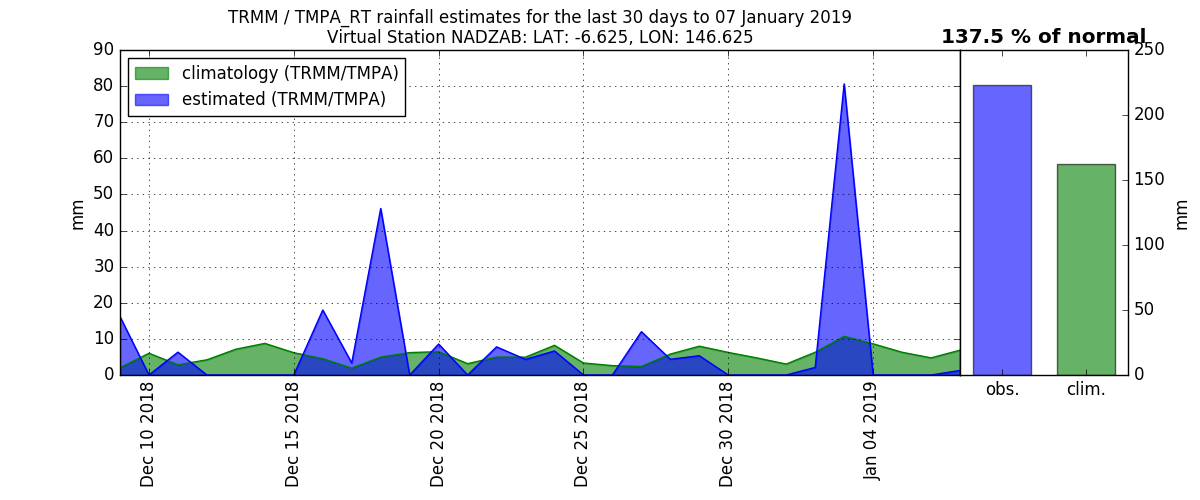 TRMM / TMPA_RT rainfall estimates for the last 30 days to 07 January 2019
Virtual Station NADZAB: LAT: -6.625, LON: 146.625
137.5 % of normal
climatology (TRMM/TMPA)
estimated (TRMM/TMPA)
mm
90
80
70
60
50
40
30
20
10
0
Dec 10 2018
Dec 15 2018
Dec 20 2018
Dec 25 2018
Dec 30 2018
Jan 04 2019
250
200
150
100
50
0
mm
obs.
clim.